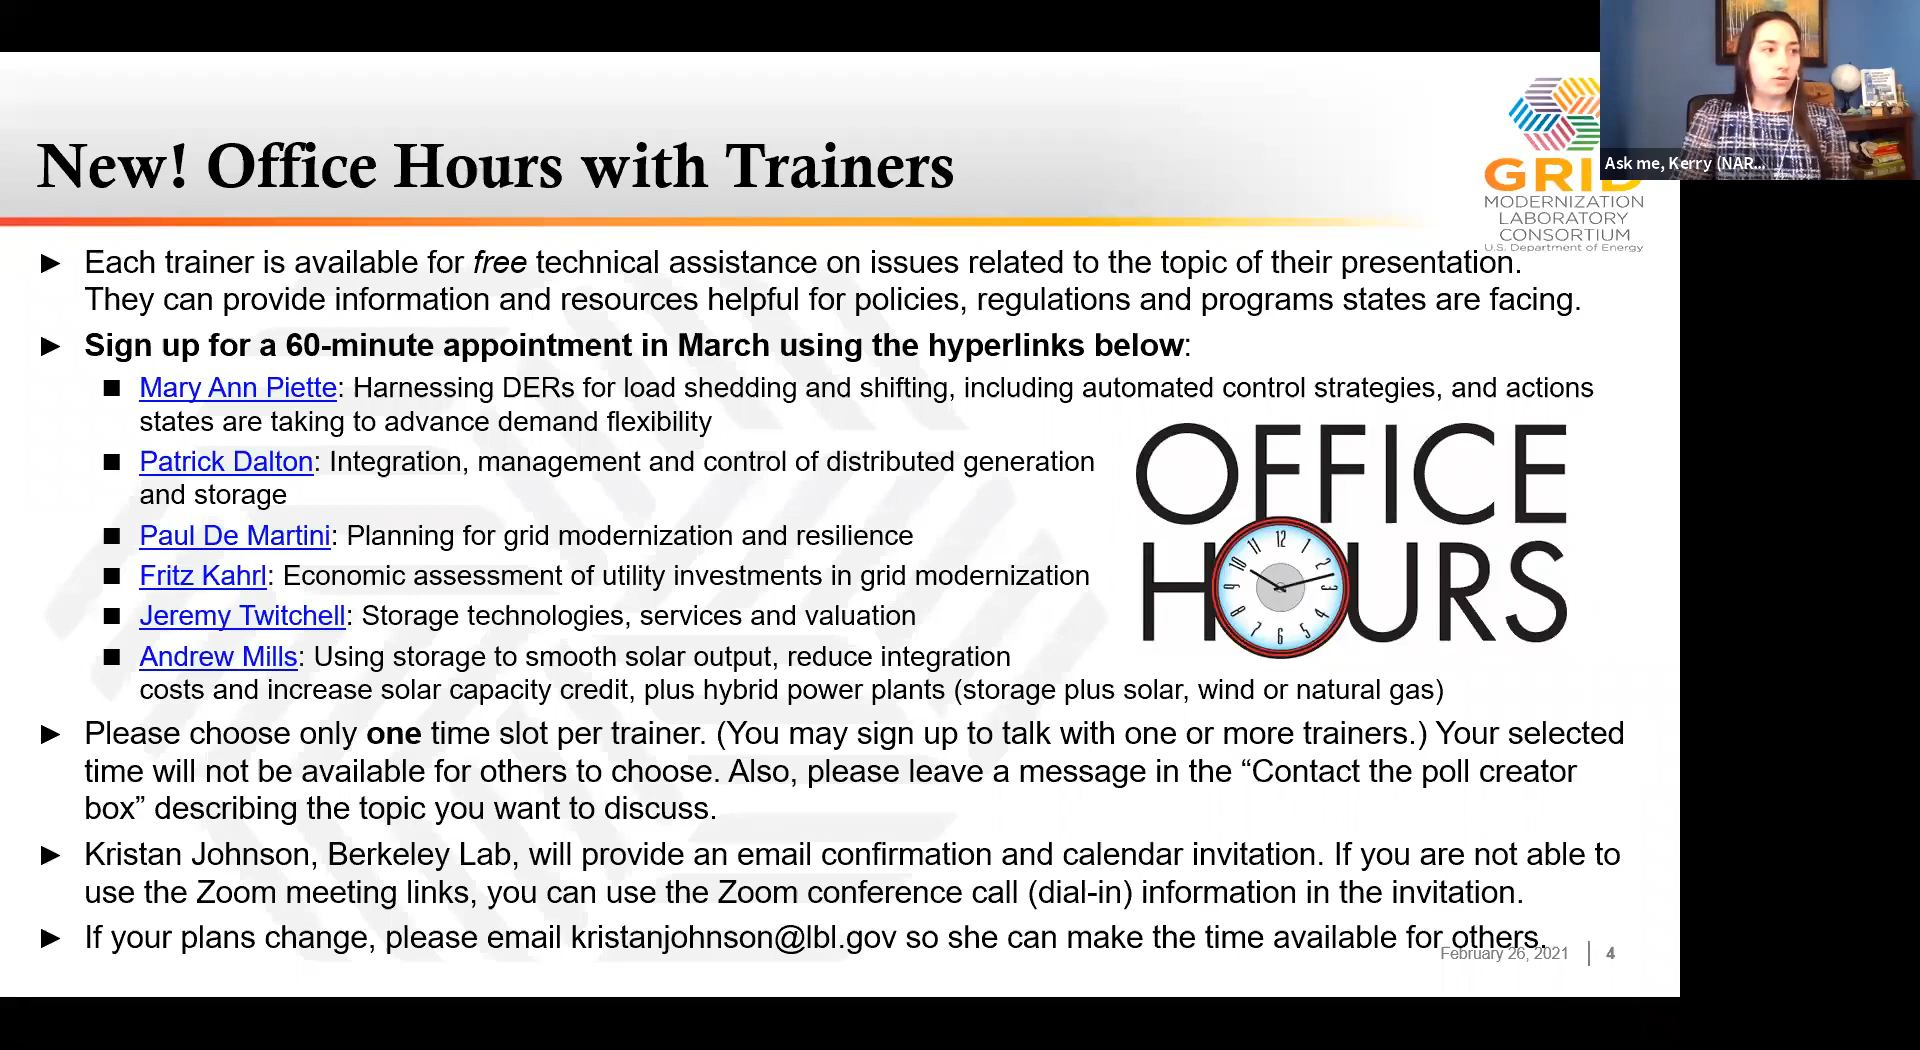 New! Office Hours with Trainers
GRID
MODERNIZATION
LABORATORY
CONSORTIUM
U.S. Department of Energy
Ask me, Kerry (NAR...
► Each trainer is available for free technical assistance on issues related to the topic of their presentation.
They can provide information and resources helpful for policies, regulations and programs states are facing.
► Sign up for a 60-minute appointment in March using the hyperlinks below:
■ Mary Ann Piette: Harnessing DERs for load shedding and shifting, including automated control strategies, and actions
states are taking to advance demand flexibility
■ Patrick Dalton: Integration, management and control of distributed generation
and storage
■ Paul De Martini: Planning for grid modernization and resilience
■ Fritz Kahrl: Economic assessment of utility investments in grid modernization
■ Jeremy Twitchell: Storage technologies, services and valuation
■ Andrew Mills: Using storage to smooth solar output, reduce integration
costs and increase solar capacity credit, plus hybrid power plants (storage plus solar, wind or natural gas)
OFFICE
HOURS
12 1 2 3 4 5 6 7 8 9 10 11
► Please choose only one time slot per trainer. (You may sign up to talk with one or more trainers.) Your selected
time will not be available for others to choose. Also, please leave a message in the “Contact the poll creator
box” describing the topic you want to discuss.
► Kristan Johnson, Berkeley Lab, will provide an email confirmation and calendar invitation. If you are not able to
use the Zoom meeting links, you can use the Zoom conference call (dial-in) information in the invitation.
► If your plans change, please email kristanjohnson@lbl.gov so she can make the time available for others.
February 26, 2021 | 4